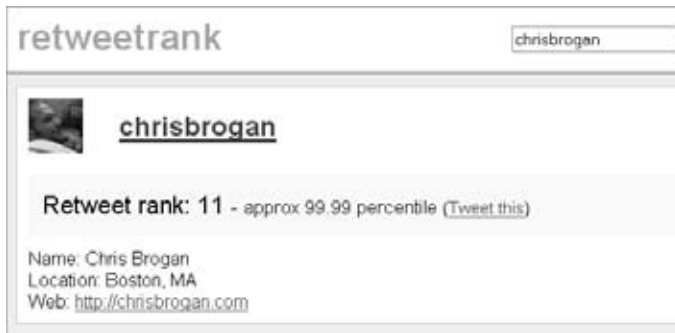 retweetrank
chrisbrogan
chrisbrogan
Retweet rank: 11 - approx 99.99 percentile (Tweet this)
Name: Chris Brogan
Location: Boston, MA
Web: http://chrisbrogan.com